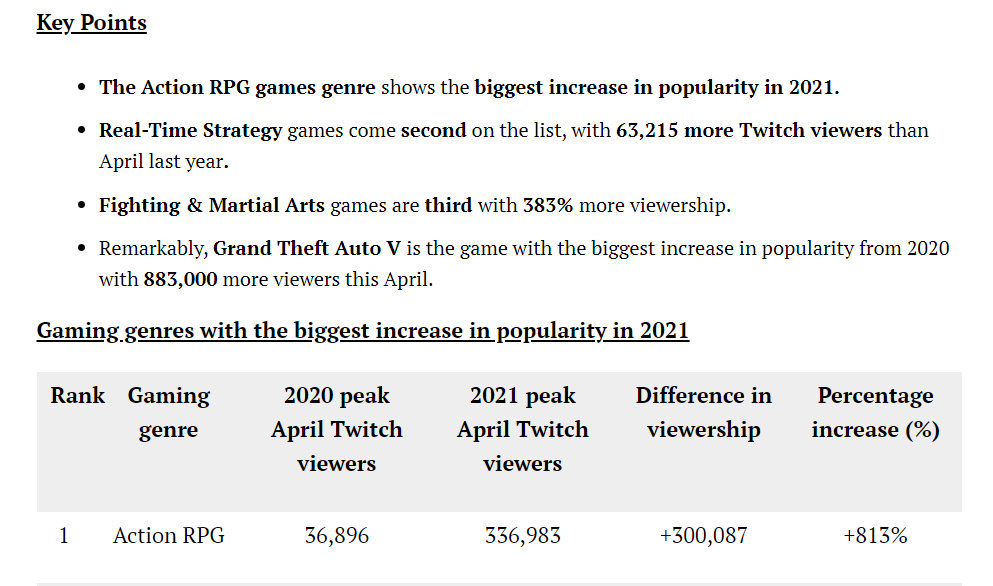 Key Points
The Action RPG games genre shows the biggest increase in popularity in 2021.
Real-Time Strategy games come second on the list, with 63,215 more Twitch viewers than
April last year.
Fighting & Martial Arts games are third with 383% more viewership.
Remarkably, Grand Theft Auto V is the game with the biggest increase in popularity from 2020
with 883,000 more viewers this April.
Gaming genres with the biggest increase in popularity in 2021
Rank Gaming 2020 peak 2021 peak Difference in Percentage
genre April Twitch April Twitch viewership increase (%)
viewers viewers
1 Action RPG 36,896 336,983 +300,087 +813%